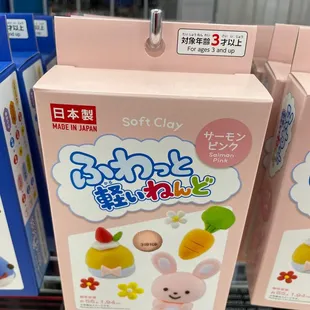 対象年齢3才以上
For ages 3 and up
日本製
MADE IN JAPAN
Soft Clay
サーモン
ピンク
Salmon
Pink
ふわっと
軽いねんど